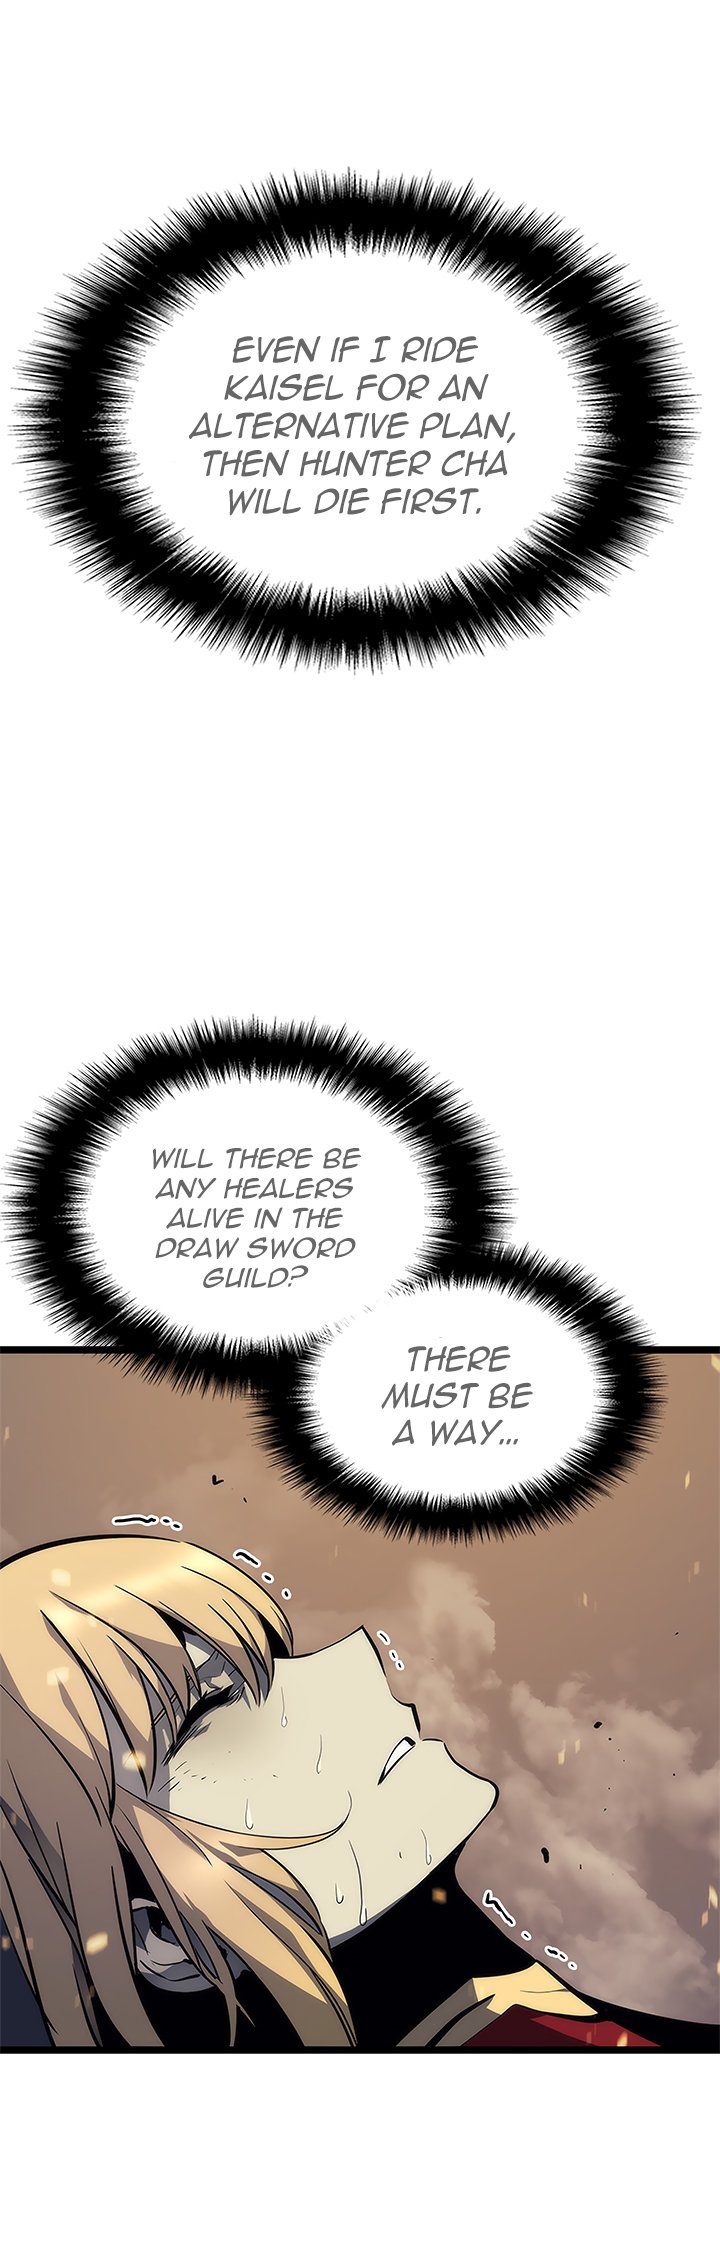 EVEN IF I RIDE
KAISEL FOR AN
ALTERNATIVE PLAN,
THEN HUNTER CHA
WILL DIE FIRST.
WILL THERE BE
ANY HEALERS
ALIVE IN THE
DRAW SWORD
GUILD?
THERE
MUST BE
A WAY...